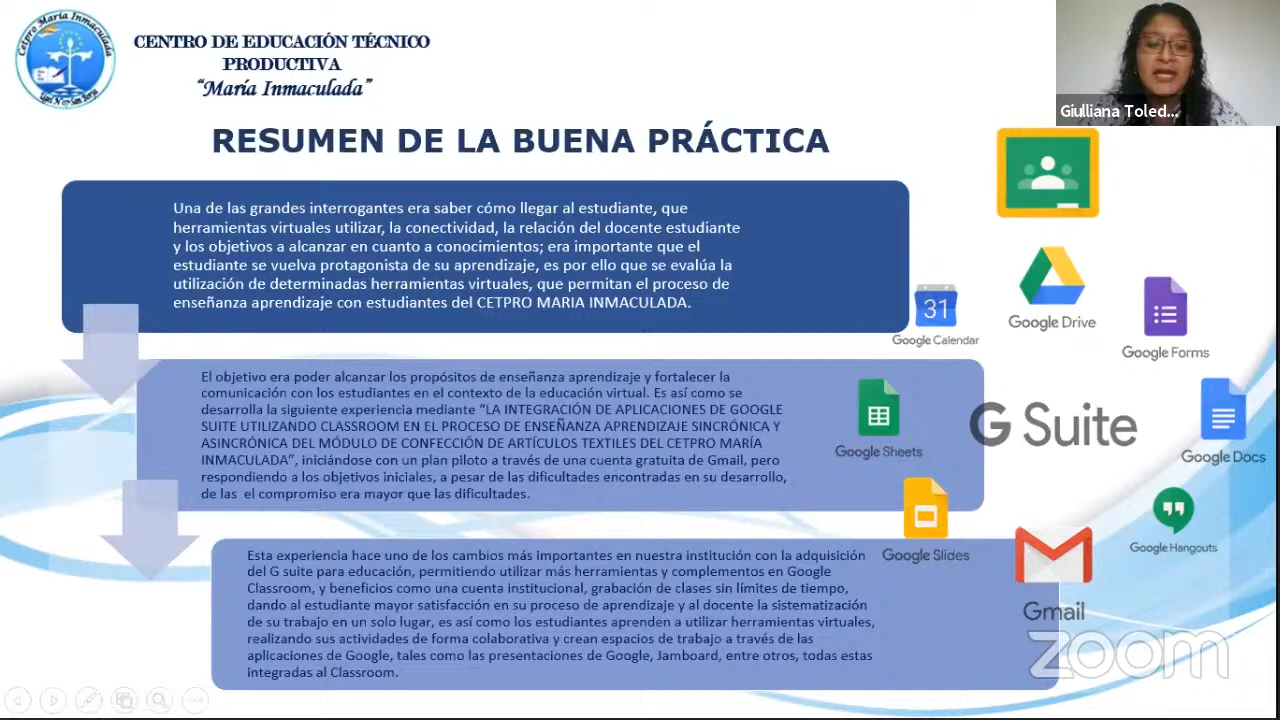 Cetpro María Inmaculada
Ugel N° 07-San Borja
CENTRO DE EDUCACIÓN TÉCNICO
PRODUCTIVA
“María Inmaculada”
Giulliana Toled...
RESUMEN DE LA BUENA PRÁCTICA
Una de las grandes interrogantes era saber cómo llegar al estudiante, que
herramientas virtuales utilizar, la conectividad, la relación del docente estudiante
y los objetivos a alcanzar en cuanto a conocimientos; era importante que el
estudiante se vuelva protagonista de su aprendizaje, es por ello que se evalúa la
utilización de determinadas herramientas virtuales, que permitan el proceso de
enseñanza aprendizaje con estudiantes del CETPRO MARIA INMACULADA.
El objetivo era poder alcanzar los propósitos de enseñanza aprendizaje y fortalecer la
comunicación con los estudiantes en el contexto de la educación virtual. Es así como se
desarrolla la siguiente experiencia mediante “LA INTEGRACIÓN DE APLICACIONES DE GOOGLE
SUITE UTILIZANDO CLASSROOM EN EL PROCESO DE ENSEÑANZA APRENDIZAJE SINCRÓNICA Y
ASINCRÓNICA DEL MÓDULO DE CONFECCIÓN DE ARTÍCULOS TEXTILES DEL CETPRO MARÍA
INMACULADA”, iniciándose con un plan piloto a través de una cuenta gratuita de Gmail, pero
respondiendo a los objetivos iniciales, a pesar de las dificultades encontradas en su desarrollo,
de las  el compromiso era mayor que las dificultades.
Esta experiencia hace uno de los cambios más importantes en nuestra institución con la adquisición
del G suite para educación, permitiendo utilizar más herramientas y complementos en Google
Classroom, y beneficios como una cuenta institucional, grabación de clases sin límites de tiempo,
dando al estudiante mayor satisfacción en su proceso de aprendizaje y al docente la sistematización
de su trabajo en un solo lugar, es así como los estudiantes aprenden a utilizar herramientas virtuales,
realizando sus actividades de forma colaborativa y crean espacios de trabajo a través de las
aplicaciones de Google, tales como las presentaciones de Google, Jamboard, entre otros, todas estas
integradas al Classroom.
31
Google Calendar
Google Drive
Google Forms
Google Sheets
G Suite
Google Docs
Google Slides
Google Hangouts
Gmail
zoom